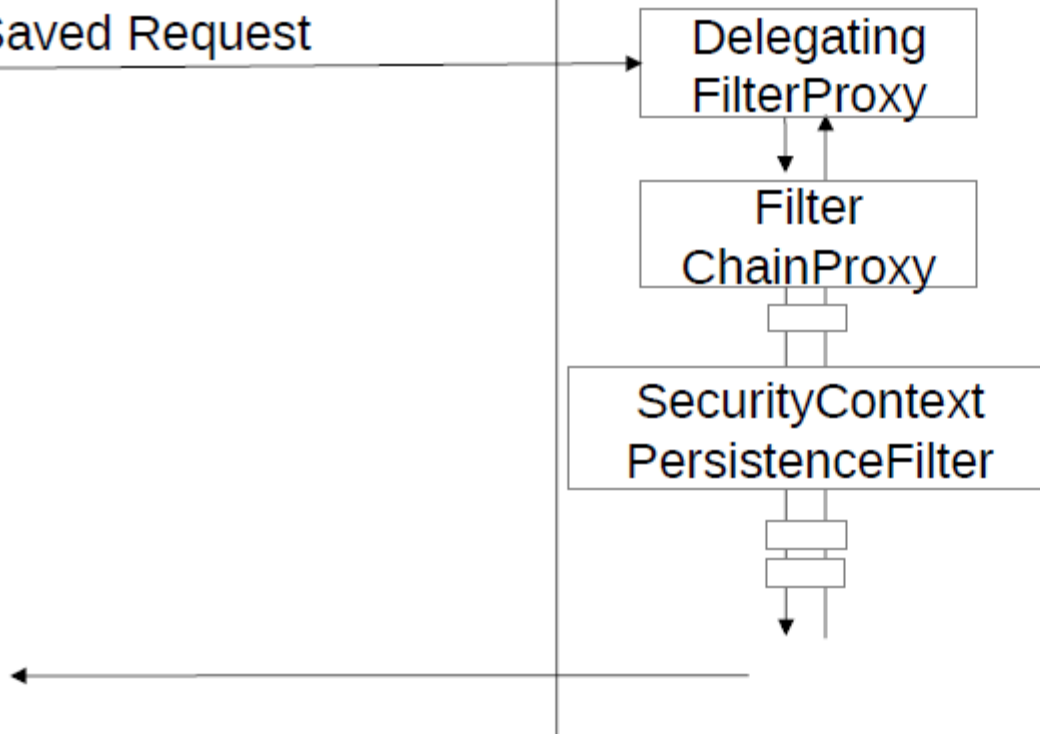 Saved Request
Delegating
FilterProxy
Filter
ChainProxy
SecurityContext
PersistenceFilter